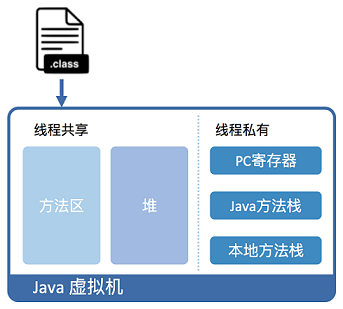 .class
线程共享
线程私有
方法区
堆
PC寄存器
Java方法栈
本地方法栈
Java 虚拟机